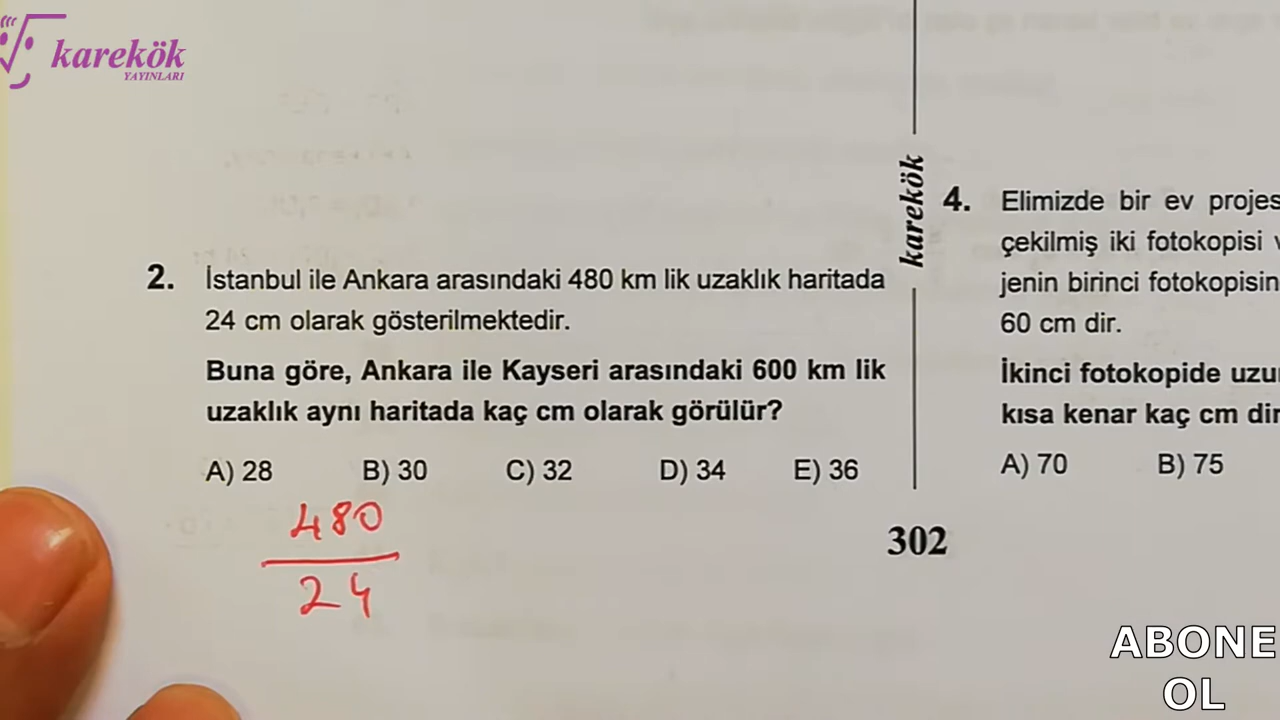 karekök
YAYINLARI
2. İstanbul ile Ankara arasındaki 480 km lik uzaklık haritada
24 cm olarak gösterilmektedir.
Buna göre, Ankara ile Kayseri arasındaki 600 km lik
uzaklık aynı haritada kaç cm olarak görülür?
A) 28 B) 30 C) 32 D) 34 E) 36
480
24
karekök
302
4. Elimizde bir ev projes
çekilmiş iki fotokopisi v
jenin birinci fotokopisin
60 cm dir.
İkinci fotokopide uzu
kısa kenar kaç cm dir
A) 70 B) 75
ABONE
OL